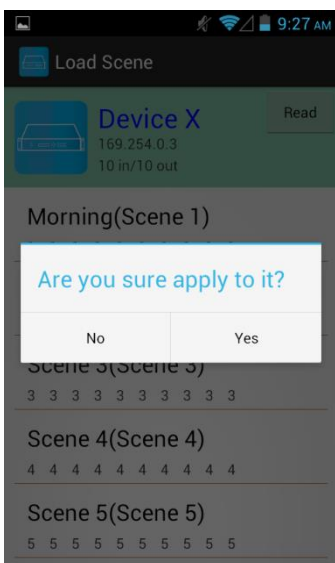 9:27 AM
Load Scene
Device X
Read
169.254.0.3
10 in/10 out
Morning(Scene 1)
Are you sure apply to it?
No Yes
Scene 3(Scene 3)
3 3 3 3 3 3 3 3 3 3
Scene 4(Scene 4)
4 4 4 4 4 4 4 4 4 4
Scene 5(Scene 5)
5 5 5 5 5 5 5 5 5 5